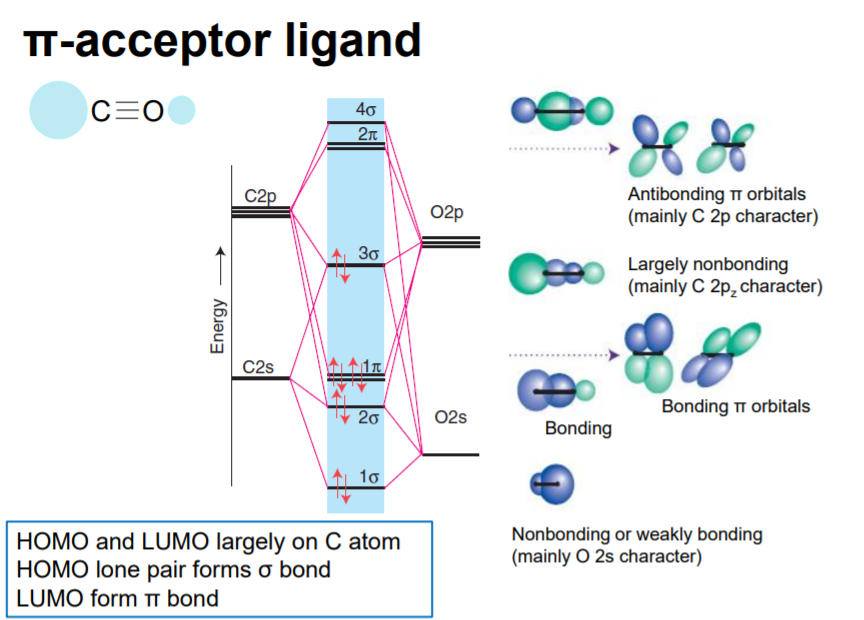 π-acceptor ligand
C≡O
4σ
2π
C2p
O2p
3σ
Energy
C2s
1π
2σ
O2s
1σ
Antibonding π orbitals
(mainly C 2p character)
Largely nonbonding
(mainly C 2pz character)
Bonding π orbitals
Bonding
Nonbonding or weakly bonding
(mainly O 2s character)
HOMO and LUMO largely on C atom
HOMO lone pair forms σ bond
LUMO form π bond